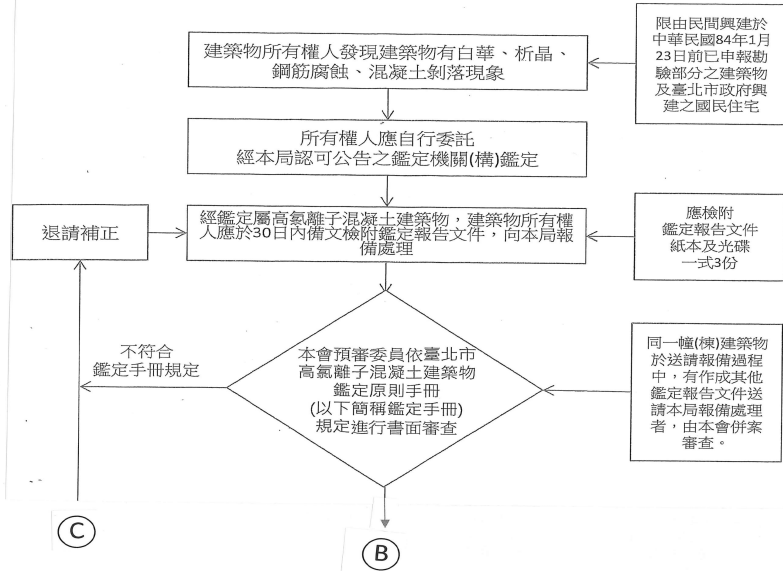 建築物所有權人發現建築物有白華、析晶、
鋼筋腐蝕、混凝土剝落現象
限由民間興建於
中華民國84年1月
23日前已申報勘
驗部分之建築物
及臺北市政府興
建之國民住宅
所有權人應自行委託
經本局認可公告之鑑定機關(構)鑑定
退請補正
經鑑定屬高氯離子混凝土建築物，建築物所有權
人應於30日內備文檢附鑑定報告文件，向本局報
備處理
應檢附
鑑定報告文件
紙本及光碟
一式3份
不符合
鑑定手冊規定
本會預審委員依臺北市
高氯離子混凝土建築物
鑑定原則手冊
(以下簡稱鑑定手冊)
規定進行書面審查
同一幢(棟)建築物
於送請報備過程
中，有作成其他
鑑定報告文件送
請本局報備處理
者，由本會併案
審查。
C
B